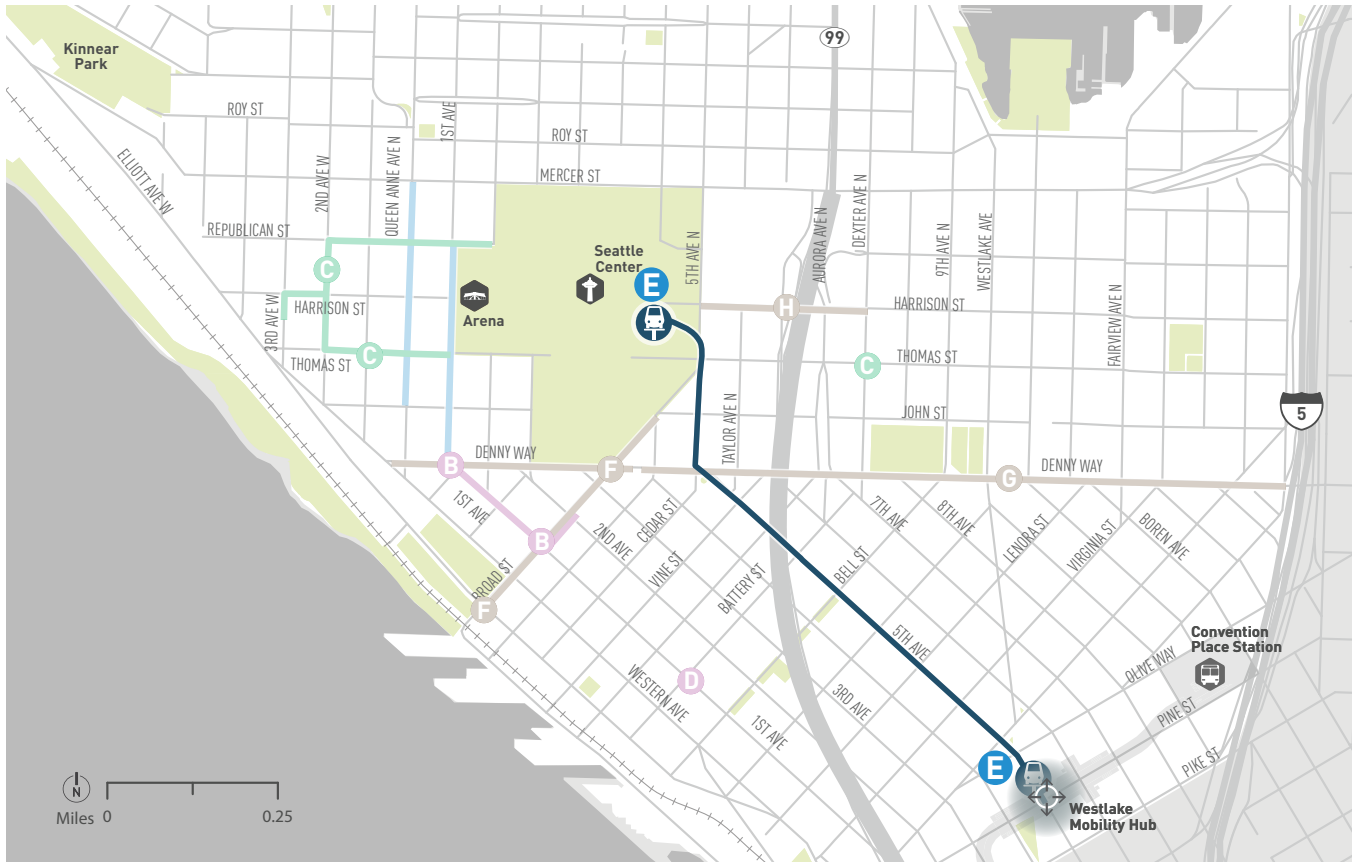 99
Kinnear
Park
ROY ST
1ST AVE
ROY ST
ELLIOTT AVE W
2ND AVE W
QUEEN ANNE AVE N
MERCER ST
DEXTER AVE N
REPUBLICAN ST
AURORA AVE N
9TH AVE N
WESTLAKE AVE
Seattle
Center
5TH AVE N
C
E
Arena
3RD AVE W
HARRISON ST
H
HARRISON ST
FAIRVIEW AVE N
THOMAS ST
C
C
THOMAS ST
TAYLOR AVE N
JOHN ST
5
DENNY WAY
B
F
G
DENNY WAY
1ST AVE
2ND AVE
CEDAR ST
7TH AVE
8TH AVE
LENORA ST
VIRGINIA ST
BOREN AVE
B
VINE ST
BATTERY ST
BELL ST
BROAD ST
F
5TH AVE
Convention
Place Station
OLIVE WAY
D
WESTERN AVE
3RD AVE
1ST AVE
PINE ST
PIKE ST
E
N
Miles 0 0.25
Westlake
Mobility Hub